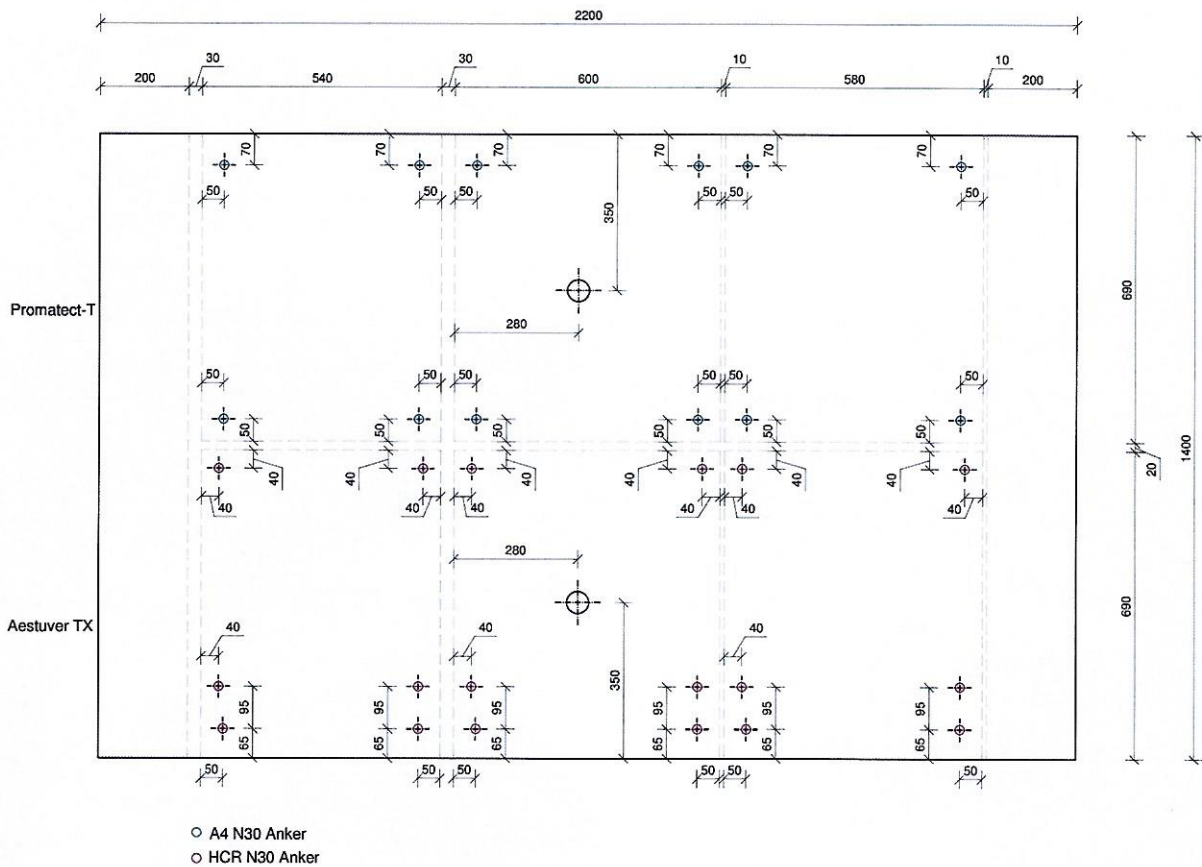 2200
30 30 10 10
200 540 600 580 200
70 70 70 70 70 70
50 50 50 50 50 50
350
690
Promatect-T
280
50 50 50 50 50 50
50 50 50 50 50 50
20 1400
40 40 40 40 40 40
40 40 40 40 40 40
280
690
Aestuver TX
40 40 40
350
95 95 95 95 95 95
65 65 65 65 65 65
50 50 50 50 50 50
A4 N30 Anker
HCR N30 Anker